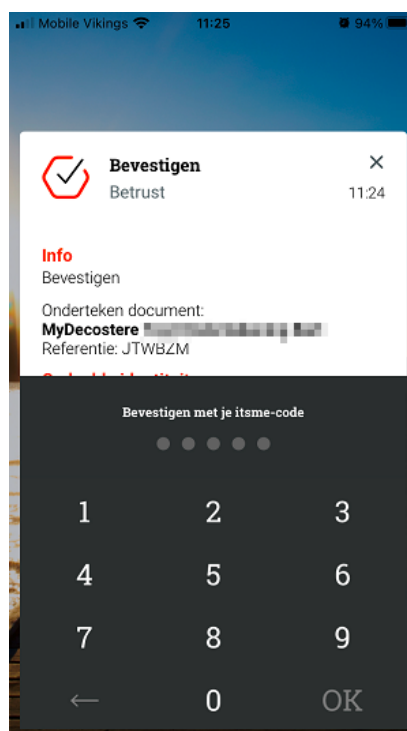 Mobile Vikings 11:25 94%
Bevestigen
Betrust 11:24
Info
Bevestigen
Onderteken document:
MyDecostere
Referentie: JTWBZM
Bevestigen met je itsme-code
1 2 3
4 5 6
7 8 9
← 0 OK